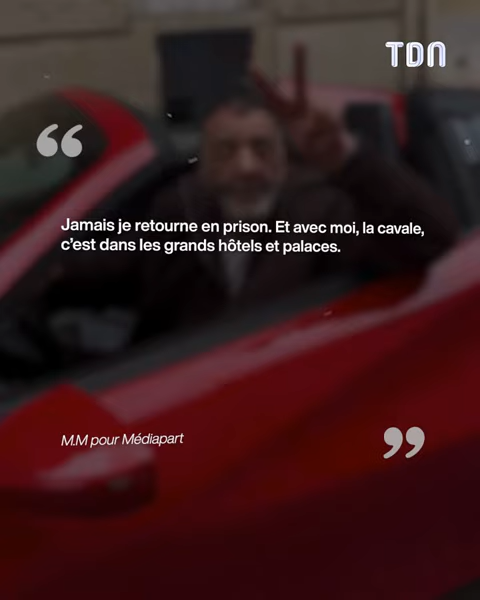 TDN
“
Jamais je retourne en prison. Et avec moi, la cavale,
c’est dans les grands hôtels et palaces.
M.M pour Médiapart
”